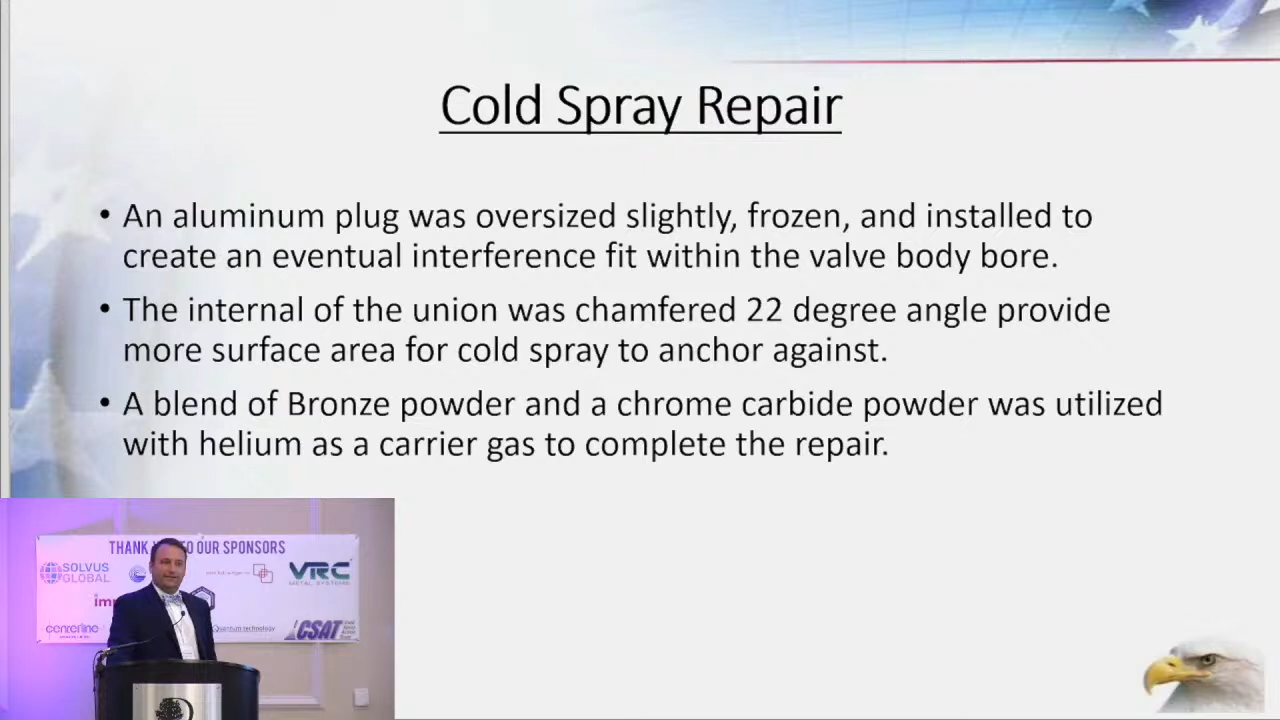 Cold Spray Repair
• An aluminum plug was oversized slightly, frozen, and installed to
create an eventual interference fit within the valve body bore.
• The internal of the union was chamfered 22 degree angle provide
more surface area for cold spray to anchor against.
• A blend of Bronze powder and a chrome carbide powder was utilized
with helium as a carrier gas to complete the repair.
THANK TO OUR SPONSORS
SOLVUS
GLOBAL
VRC
METAL SYSTEMS
centerline
Quantum technology
CSAT